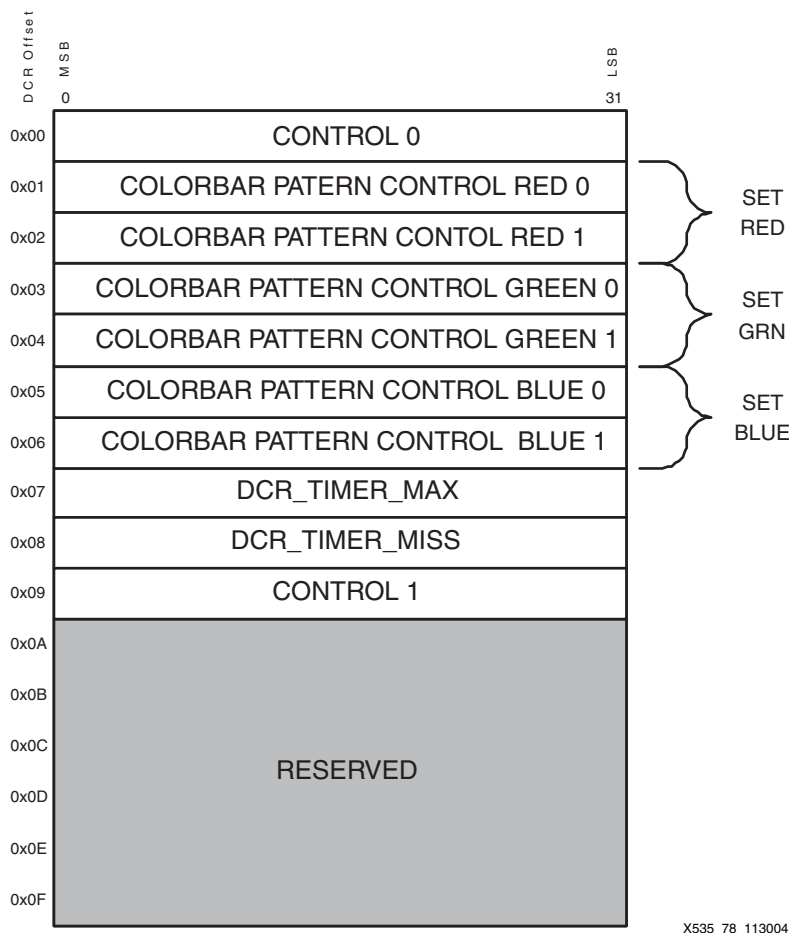 DCR Offset
MSB
LSB
0 31
0x00 CONTROL 0
0x01 COLORBAR PATERN CONTROL RED 0
0x02 COLORBAR PATTERN CONTOL RED 1
SET
RED
0x03 COLORBAR PATTERN CONTROL GREEN 0
0x04 COLORBAR PATTERN CONTROL GREEN 1
SET
GRN
0x05 COLORBAR PATTERN CONTROL BLUE 0
0x06 COLORBAR PATTERN CONTROL BLUE 1
SET
BLUE
0x07 DCR_TIMER_MAX
0x08 DCR_TIMER_MISS
0x09 CONTROL 1
0x0A
0x0B
0x0C
RESERVED
0x0D
0x0E
0x0F
X535_78_113004